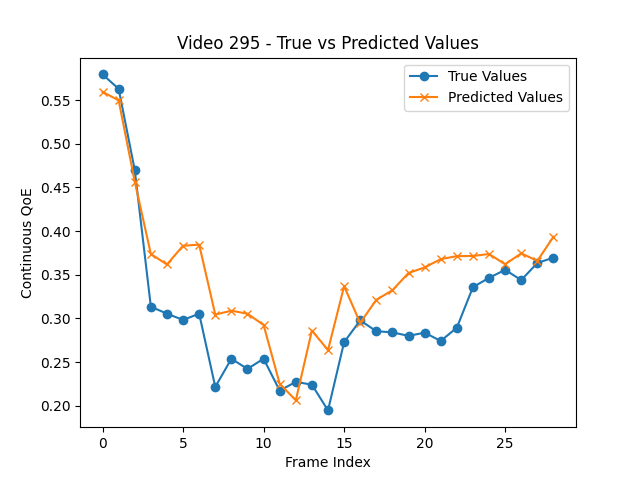 Video 295 - True vs Predicted Values
True Values
Predicted Values
Continuous QoE
0.55
0.50
0.45
0.40
0.35
0.30
0.25
0.20
0 5 10 15 20 25
Frame Index